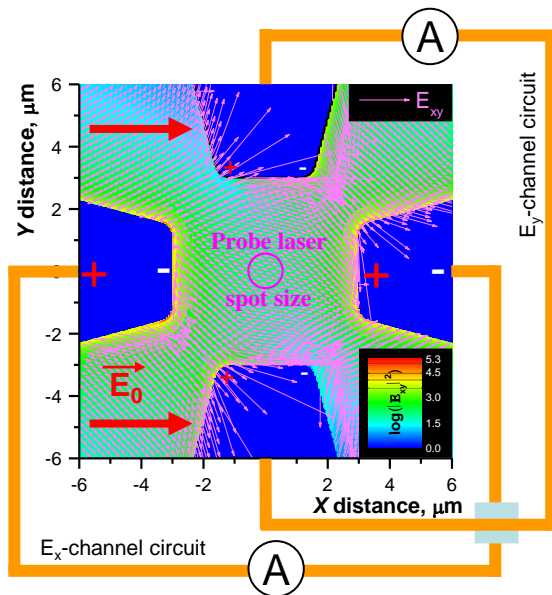 A
Y distance, μm
6
4
2
0
-2
-4
-6
E_xy
+
-
Probe laser
spot size
+
-
+
-
E_0
+
-
5.3
4.5
3.0
1.5
0.0
log(|E_xy|^2)
-6
-4
-2
0
2
4
6
X distance, μm
E_y-channel circuit
E_x-channel circuit
A